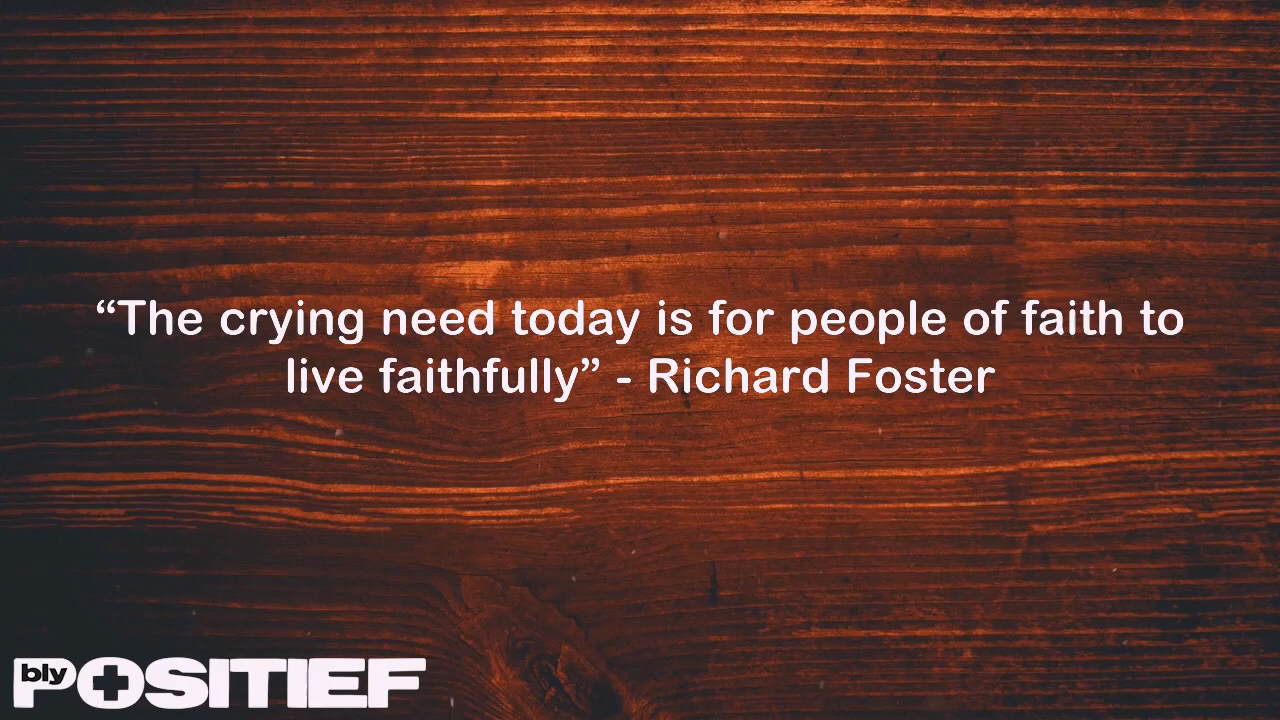 “The crying need today is for people of faith to
live faithfully” - Richard Foster
bly
POSITIEF